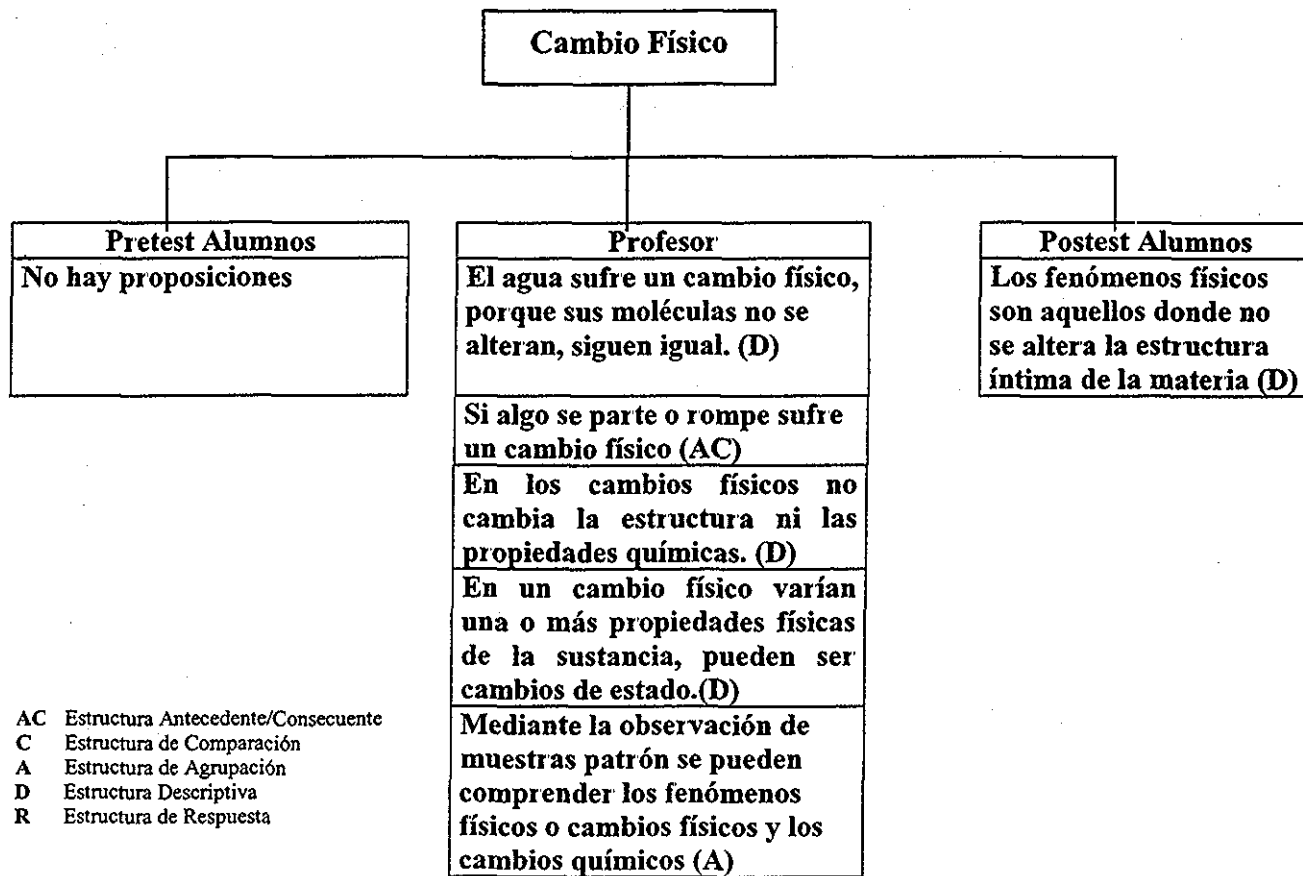 Cambio Físico
Pretest Alumnos
No hay proposiciones
Profesor
El agua sufre un cambio físico,
porque sus moléculas no se
alteran, siguen igual. (D)
Si algo se parte o rompe sufre
un cambio físico (AC)
En los cambios físicos no
cambia la estructura ni las
propiedades químicas. (D)
En un cambio físico varían
una o más propiedades físicas
de la sustancia, pueden ser
cambios de estado.(D)
Mediante la observación de
muestras patrón se pueden
comprender los fenómenos
físicos o cambios físicos y los
cambios químicos (A)
Postest Alumnos
Los fenómenos físicos
son aquellos donde no
se altera la estructura
íntima de la materia (D)
AC Estructura Antecedente/Consecuente
C Estructura de Comparación
A Estructura de Agrupación
D Estructura Descriptiva
R Estructura de Respuesta